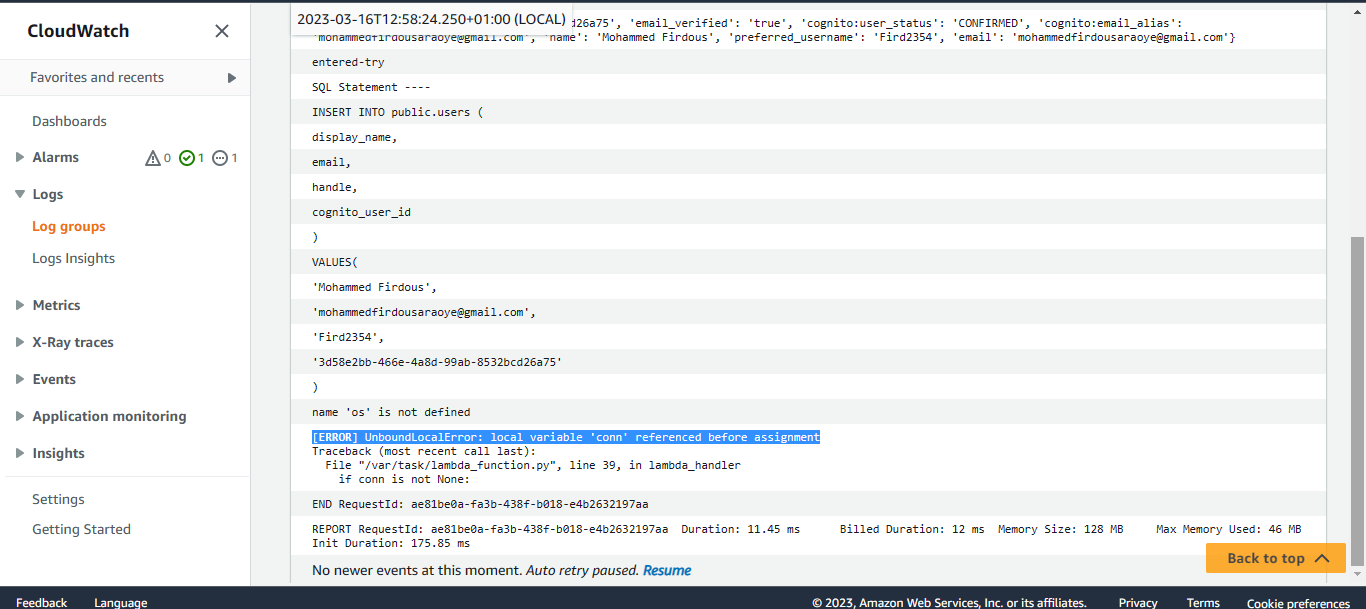 CloudWatch
Favorites and recents
Dashboards
Alarms 0 1 1
Logs
Log groups
Logs Insights
Metrics
X-Ray traces
Events
Application monitoring
Insights
Settings
Getting Started
2023-03-16T12:58:24.250+01:00 (LOCAL)
d26a75', 'email_verified': 'true', 'cognito:user_status': 'CONFIRMED', 'cognito:email_alias':
'mohammedfirdousaraoye@gmail.com', 'name': 'Mohammed Firdous', 'preferred_username': 'Fird2354', 'email': 'mohammedfirdousaraoye@gmail.com'}
entered-try
SQL Statement ----
INSERT INTO public.users (
display_name,
email,
handle,
cognito_user_id
)
VALUES(
'Mohammed Firdous',
'mohammedfirdousaraoye@gmail.com',
'Fird2354',
'3d58e2bb-466e-4a8d-99ab-8532bcd26a75'
)
name 'os' is not defined
[ERROR] UnboundLocalError: local variable 'conn' referenced before assignment
Traceback (most recent call last):
File "/var/task/lambda_function.py", line 39, in lambda_handler
if conn is not None:
END RequestId: ae81be0a-fa3b-438f-b018-e4b2632197aa
REPORT RequestId: ae81be0a-fa3b-438f-b018-e4b2632197aa Duration: 11.45 ms Billed Duration: 12 ms Memory Size: 128 MB Max Memory Used: 46 MB
Init Duration: 175.85 ms
Back to top
No newer events at this moment. Auto retry paused. Resume
Feedback Language © 2023, Amazon Web Services, Inc. or its affiliates. Privacy Terms Cookie preferences